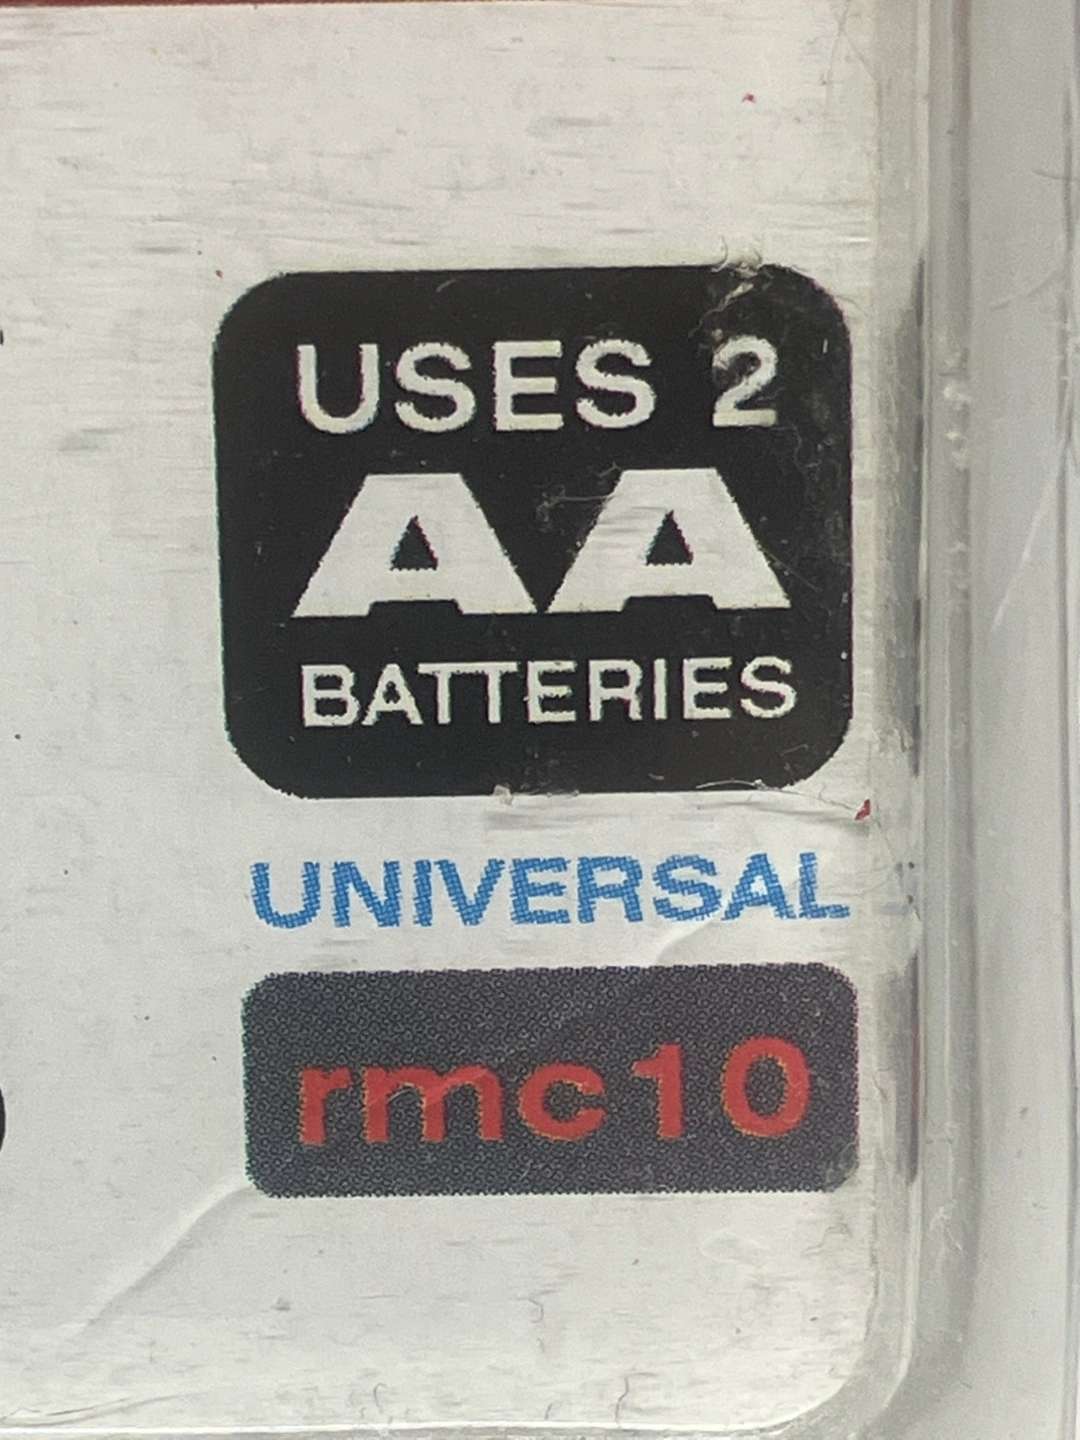 USES 2
AA
BATTERIES
UNIVERSAL
rmc10